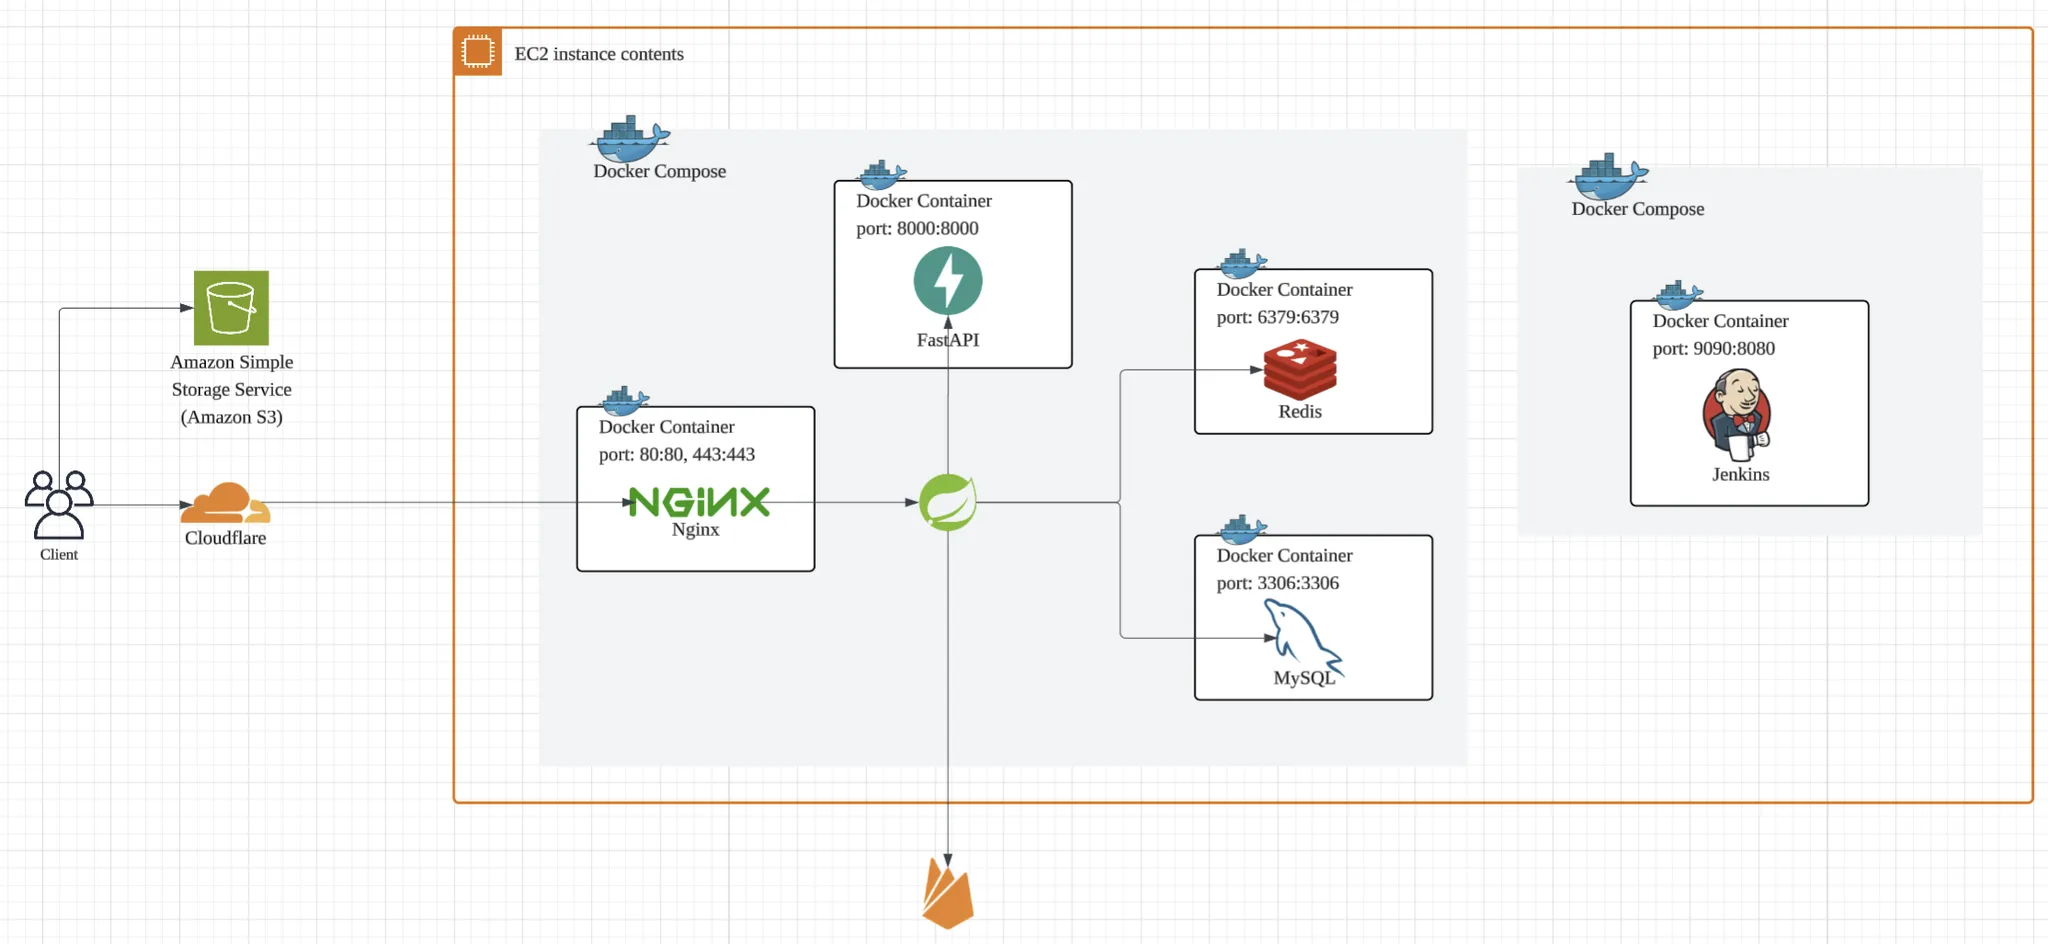 EC2 instance contents
Docker Compose
Docker Container
port: 8000:8000
FastAPI
Docker Container
port: 6379:6379
Redis
Docker Compose
Docker Container
port: 9090:8080
Jenkins
Amazon Simple
Storage Service
(Amazon S3)
Client
Cloudflare
Docker Container
port: 80:80, 443:443
NGINX
Nginx
Docker Container
port: 3306:3306
MySQL